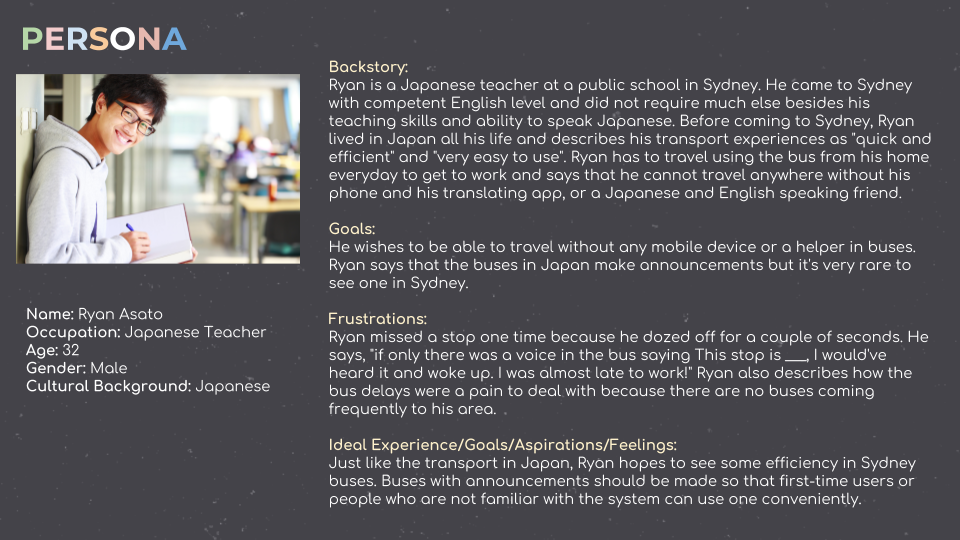 PERSONA
Backstory:
Ryan is a Japanese teacher at a public school in Sydney. He came to Sydney
with competent English level and did not require much else besides his
teaching skills and ability to speak Japanese. Before coming to Sydney, Ryan
lived in Japan all his life and describes his transport experiences as "quick and
efficient" and "very easy to use". Ryan has to travel using the bus from his home
everyday to get to work and says that he cannot travel anywhere without his
phone and his translating app, or a Japanese and English speaking friend.
Goals:
He wishes to be able to travel without any mobile device or a helper in buses.
Ryan says that the buses in Japan make announcements but it's very rare to
see one in Sydney.
Frustrations:
Ryan missed a stop one time because he dozed off for a couple of seconds. He
says, "if only there was a voice in the bus saying This stop is ___, I would've
heard it and woke up. I was almost late to work!" Ryan also describes how the
bus delays were a pain to deal with because there are no buses coming
frequently to his area.
Ideal Experience/Goals/Aspirations/Feelings:
Just like the transport in Japan, Ryan hopes to see some efficiency in Sydney
buses. Buses with announcements should be made so that first-time users or
people who are not familiar with the system can use one conveniently.
Name: Ryan Asato
Occupation: Japanese Teacher
Age: 32
Gender: Male
Cultural Background: Japanese